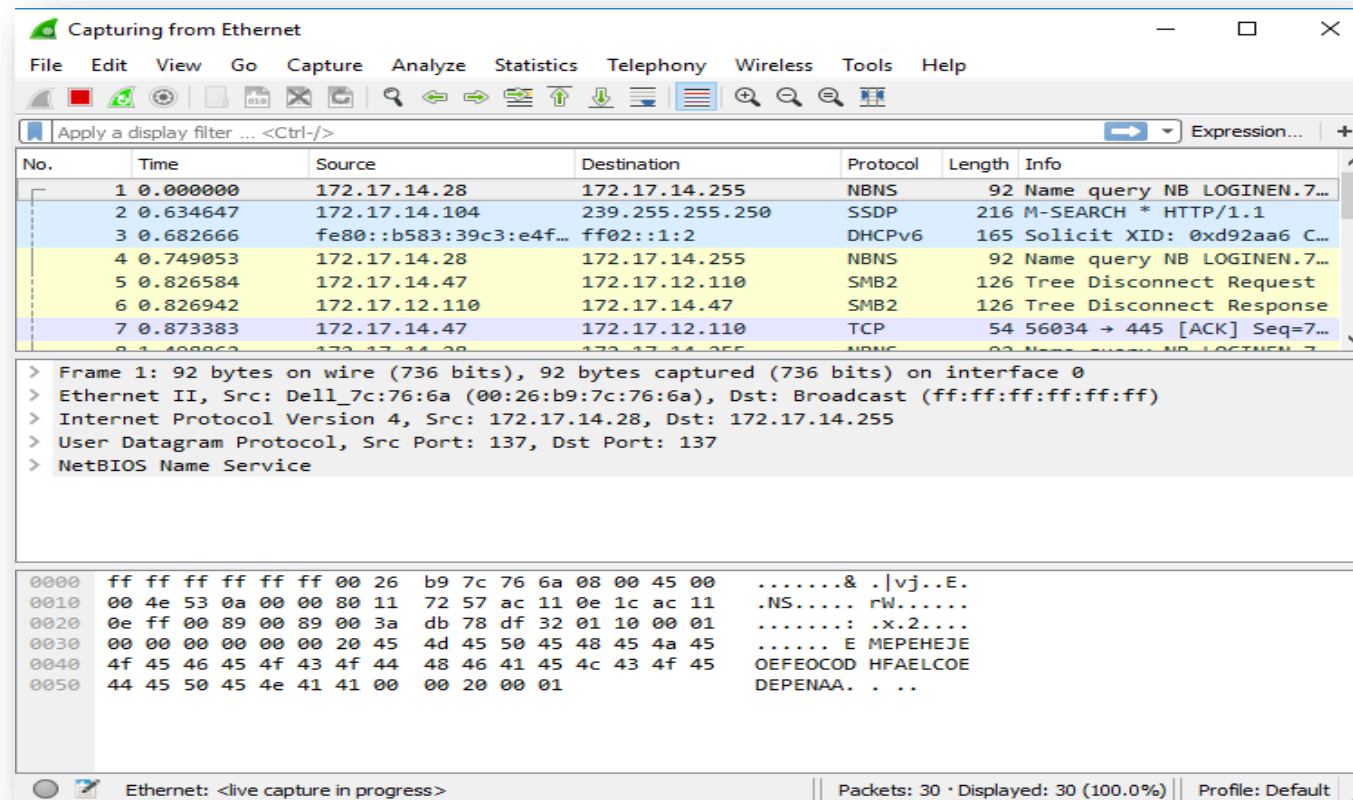 Capturing from Ethernet
File Edit View Go Capture Analyze Statistics Telephony Wireless Tools Help
Apply a display filter ... <Ctrl-/> Expression... +
No. Time Source Destination Protocol Length Info
1 0.000000 172.17.14.28 172.17.14.255 NBNS 92 Name query NB LOGINEN.7…
2 0.634647 172.17.14.104 239.255.255.250 SSDP 216 M-SEARCH * HTTP/1.1
3 0.682666 fe80::b583:39c3:e4f… ff02::1:2 DHCPv6 165 Solicit XID: 0xd92aa6 C…
4 0.749053 172.17.14.28 172.17.14.255 NBNS 92 Name query NB LOGINEN.7…
5 0.826584 172.17.14.47 172.17.12.110 SMB2 126 Tree Disconnect Request
6 0.826942 172.17.12.110 172.17.14.47 SMB2 126 Tree Disconnect Response
7 0.873383 172.17.14.47 172.17.12.110 TCP 54 56034 → 445 [ACK] Seq=7…
> Frame 1: 92 bytes on wire (736 bits), 92 bytes captured (736 bits) on interface 0
> Ethernet II, Src: Dell_7c:76:6a (00:26:b9:7c:76:6a), Dst: Broadcast (ff:ff:ff:ff:ff:ff)
> Internet Protocol Version 4, Src: 172.17.14.28, Dst: 172.17.14.255
> User Datagram Protocol, Src Port: 137, Dst Port: 137
> NetBIOS Name Service
0000 ff ff ff ff ff ff 00 26 b9 7c 76 6a 08 00 45 00 .......& .|vj..E.
0010 00 4e 53 0a 00 00 80 11 72 57 ac 11 0e 1c ac 11 .NS..... rW......
0020 0e ff 00 89 00 89 00 3a db 78 df 32 01 10 00 01 .......: .x.2....
0030 00 00 00 00 00 00 20 45 4d 45 50 45 48 45 4a 45 ...... E MEPEHEJE
0040 4f 45 46 45 4f 43 4f 44 48 46 41 45 4c 43 4f 45 OEFEOCOD HFAELCOE
0050 44 45 50 45 4e 41 41 00 00 20 00 01 DEPENAA. . ..
Ethernet: <live capture in progress> Packets: 30 · Displayed: 30 (100.0%) Profile: Default